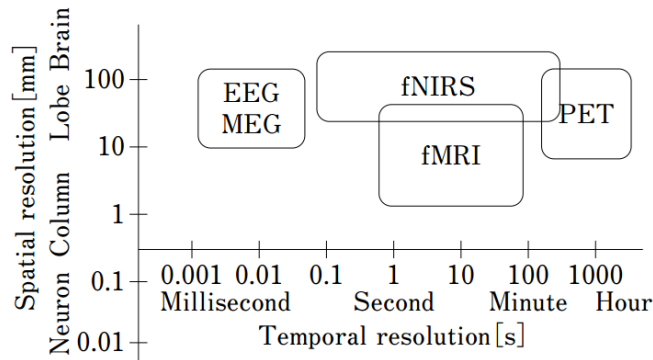 Spatial resolution[mm]
Neuron Column Lobe Brain
100
10
1
0.1
0.01
EEG
MEG
fNIRS
fMRI
PET
0.001 0.01 0.1 1 10 100 1000
Millisecond Second Minute Hour
Temporal resolution[s]